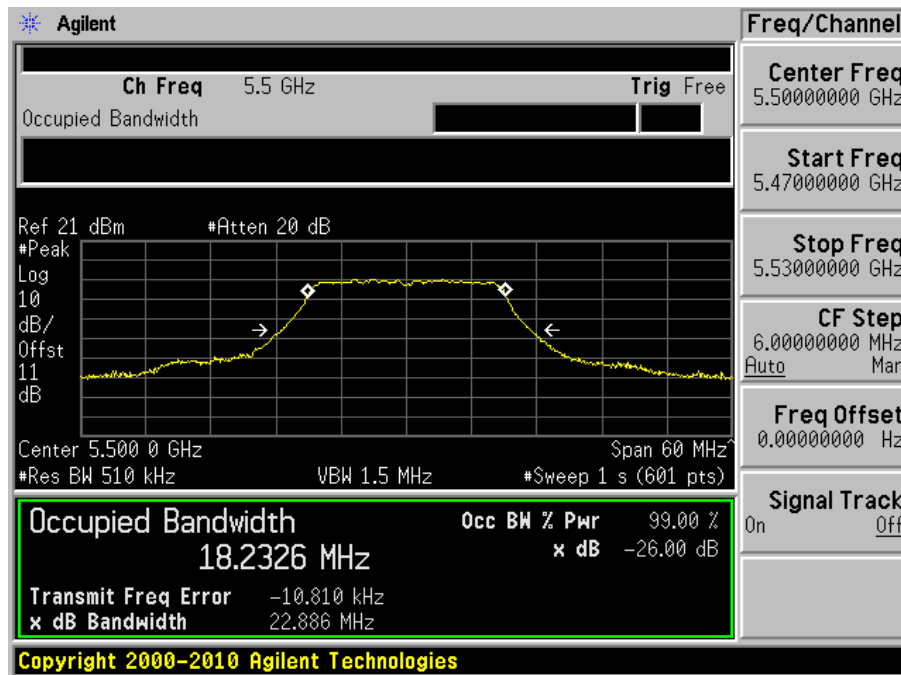 Agilent
Freq/Channel
Ch Freq 5.5 GHz Trig Free
Occupied Bandwidth
Center Freq
5.50000000 GHz
Start Freq
5.47000000 GHz
Stop Freq
5.53000000 GHz
CF Step
6.00000000 MHz
Auto Man
Freq Offset
0.00000000 Hz
Signal Track
On Off
Ref 21 dBm #Atten 20 dB
#Peak
Log
10
dB/
Offst
11
dB
Center 5.500 0 GHz Span 60 MHz^
#Res BW 510 kHz VBW 1.5 MHz #Sweep 1 s (601 pts)
Occupied Bandwidth
18.2326 MHz
Occ BW % Pwr 99.00 %
x dB -26.00 dB
Transmit Freq Error -10.810 kHz
x dB Bandwidth 22.886 MHz
Copyright 2000-2010 Agilent Technologies